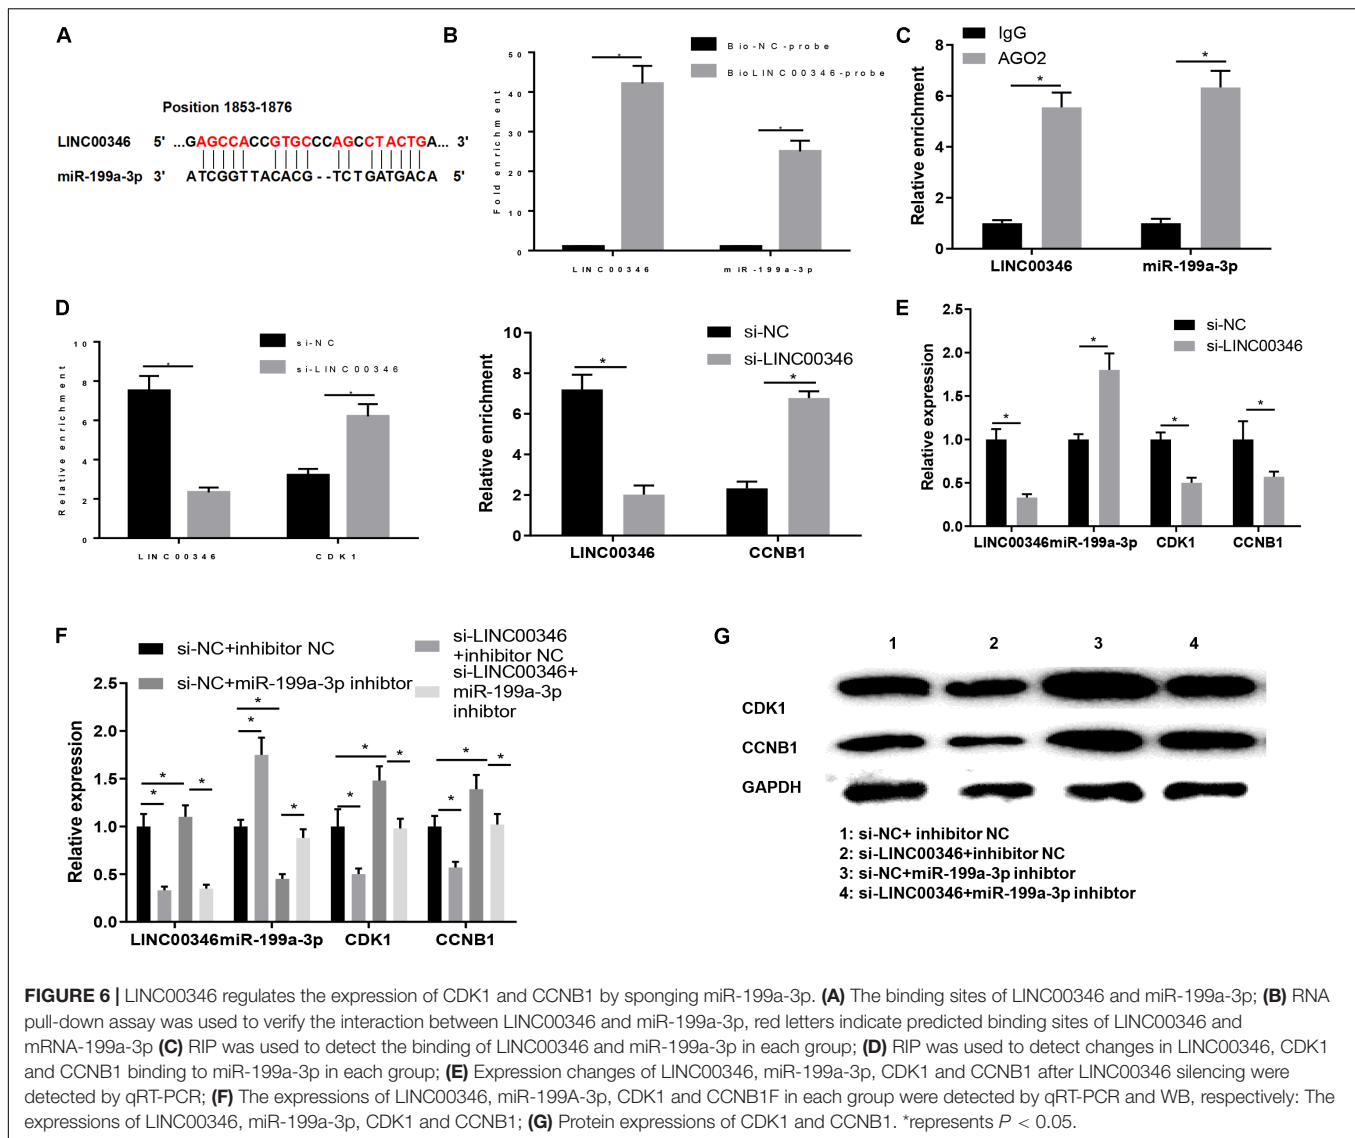 A
Position 1853-1876
LINC00346 5' ...GAGCCACCGTGCCCAGCCTACTGA... 3'
miR-199a-3p 3' ATCGGTTACACG--TCTGATGACA 5'
B
Bio-NC-probe
BioLINC00346-probe
Fold enrichment
50
40
30
20
10
0
*
*
LINC00346
miR-199a-3p
C
IgG
AGO2
Relative enrichment
8
6
4
2
0
*
*
LINC00346
miR-199a-3p
D
si-NC
si-LINC00346
Relative enrichment
10
8
6
4
2
0
*
*
LINC00346
CDK1
si-NC
si-LINC00346
Relative enrichment
10
8
6
4
2
0
*
*
LINC00346
CCNB1
E
si-NC
si-LINC00346
Relative expression
2.5
2.0
1.5
1.0
0.5
0.0
*
*
*
*
LINC00346 miR-199a-3p CDK1 CCNB1
F
si-NC+inhibitor NC
si-NC+miR-199a-3p inhibtor
si-LINC00346
+inhibitor NC
si-LINC00346+
miR-199a-3p
inhibtor
Relative expression
2.5
2.0
1.5
1.0
0.5
0.0
* * *
* * *
* * *
* * *
LINC00346 miR-199a-3p CDK1 CCNB1
G
1 2 3 4
CDK1
CCNB1
GAPDH
1: si-NC+ inhibitor NC
2: si-LINC00346+inhibitor NC
3: si-NC+miR-199a-3p inhibtor
4: si-LINC00346+miR-199a-3p inhibtor
FIGURE 6 | LINC00346 regulates the expression of CDK1 and CCNB1 by sponging miR-199a-3p. (A) The binding sites of LINC00346 and miR-199a-3p; (B) RNA
pull-down assay was used to verify the interaction between LINC00346 and miR-199a-3p, red letters indicate predicted binding sites of LINC00346 and
mRNA-199a-3p (C) RIP was used to detect the binding of LINC00346 and miR-199a-3p in each group; (D) RIP was used to detect changes in LINC00346, CDK1
and CCNB1 binding to miR-199a-3p in each group; (E) Expression changes of LINC00346, miR-199a-3p, CDK1 and CCNB1 after LINC00346 silencing were
detected by qRT-PCR; (F) The expressions of LINC00346, miR-199A-3p, CDK1 and CCNB1F in each group were detected by qRT-PCR and WB, respectively: The
expressions of LINC00346, miR-199a-3p, CDK1 and CCNB1; (G) Protein expressions of CDK1 and CCNB1. *represents P < 0.05.